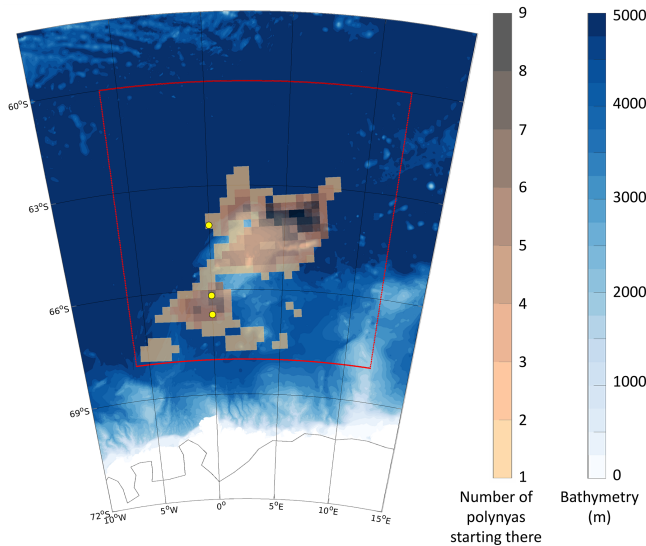 60°S
63°S
66°S
69°S
72°S
10°W
5°W
0°
5°E
10°E
15°E
9
8
7
6
5
4
3
2
1
Number of
polynyas
starting there
5000
4000
3000
2000
1000
0
Bathymetry
(m)